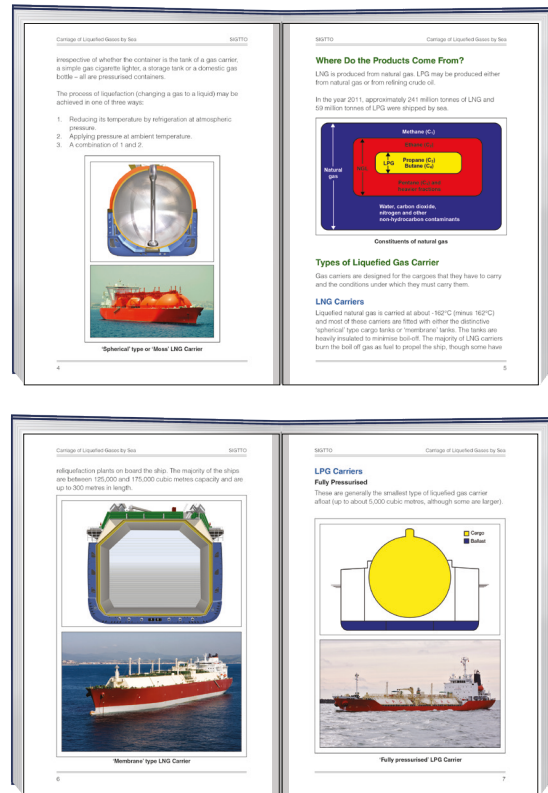 Carriage of Liquefied Gases by Sea SIGTTO
irrespective of whether the container is the tank of a gas carrier,
a simple gas cigarette lighter, a storage tank or a domestic gas
bottle – all are pressurised containers.
The process of liquefaction (changing a gas to a liquid) may be
achieved in one of three ways:
1. Reducing its temperature by refrigeration at atmospheric
pressure.
2. Applying pressure at ambient temperature.
3. A combination of 1 and 2.
'Spherical' type or 'Moss' LNG Carrier
4
SIGTTO Carriage of Liquefied Gases by Sea
Where Do the Products Come From?
LNG is produced from natural gas. LPG may be produced either
from natural gas or from refining crude oil.
In the year 2011, approximately 241 million tonnes of LNG and
59 million tonnes of LPG were shipped by sea.
Methane (C₁)
Propane (C₃)
Butane (C₄)
LPG
Natural
gas
Water, carbon dioxide,
nitrogen and other
non-hydrocarbon contaminants
Constituents of natural gas
Types of Liquefied Gas Carrier
Gas carriers are designed for the cargoes that they have to carry
and the conditions under which they must carry them.
LNG Carriers
Liquefied natural gas is carried at about -162°C (minus 162°C)
and most of these carriers are fitted with either the distinctive
'spherical' type cargo tanks or 'membrane' tanks. The tanks are
heavily insulated to minimise boil-off. The majority of LNG carriers
burn the boil off gas as fuel to propel the ship, though some have
5
Carriage of Liquefied Gases by Sea SIGTTO
reliquefaction plants on board the ship. The majority of the ships
are between 125,000 and 175,000 cubic metres capacity and are
up to 300 metres in length.
'Membrane' type LNG Carrier
6
SIGTTO Carriage of Liquefied Gases by Sea
LPG Carriers
Fully Pressurised
These are generally the smallest type of liquefied gas carrier
afloat (up to about 5,000 cubic metres, although some are larger).
Cargo
Ballast
'Fully pressurised' LPG Carrier
7